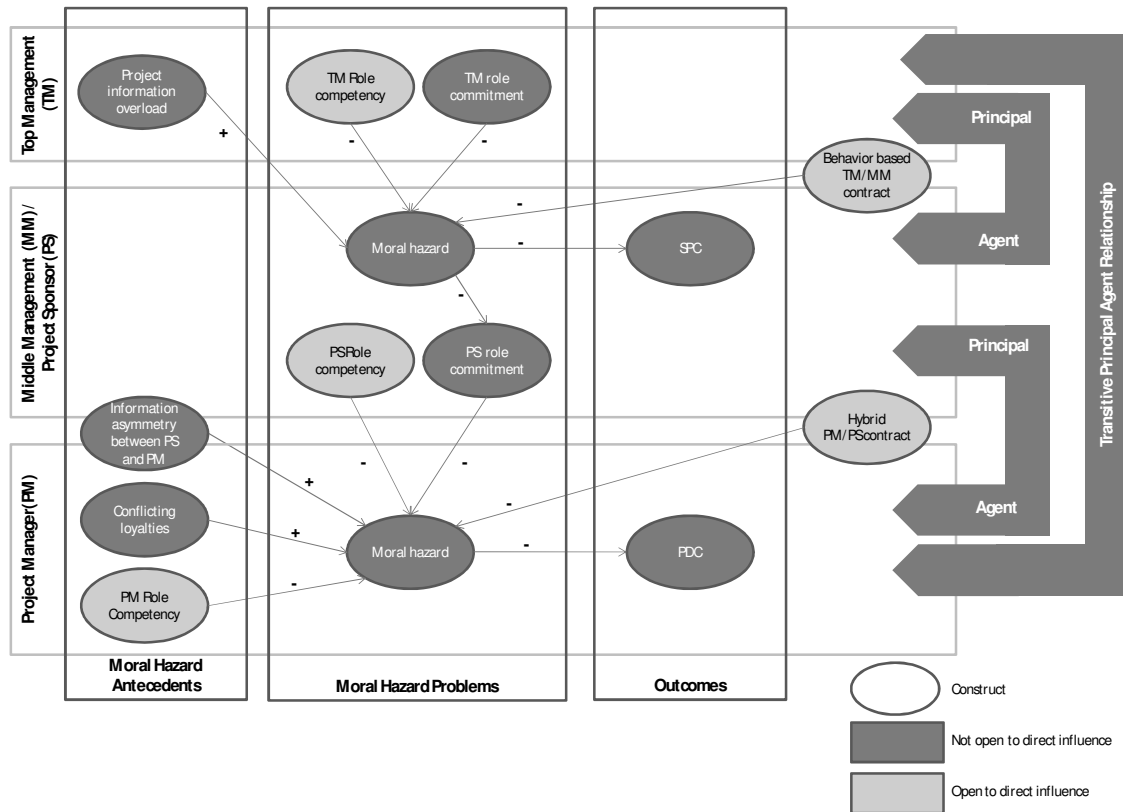 Top Management
(TM)
Project
information
overload
TM Role
competency
TM role
commitment
+
-
-
Principal
Behavior based
TM/MM
contract
Middle Management (MM) /
Project Sponsor (PS)
-
Moral hazard
-
SPC
Agent
-
PSRole
competency
PS role
commitment
Principal
Transitive Principal Agent Relationship
Information
asymmetry
between PS
and PM
Hybrid
PM/PScontract
Project Manager(PM)
-
-
+
-
Agent
Conflicting
loyalties
+
Moral hazard
-
PDC
PM Role
Competency
-
Moral Hazard
Antecedents
Moral Hazard Problems
Outcomes
Construct
Not open to direct influence
Open to direct influence